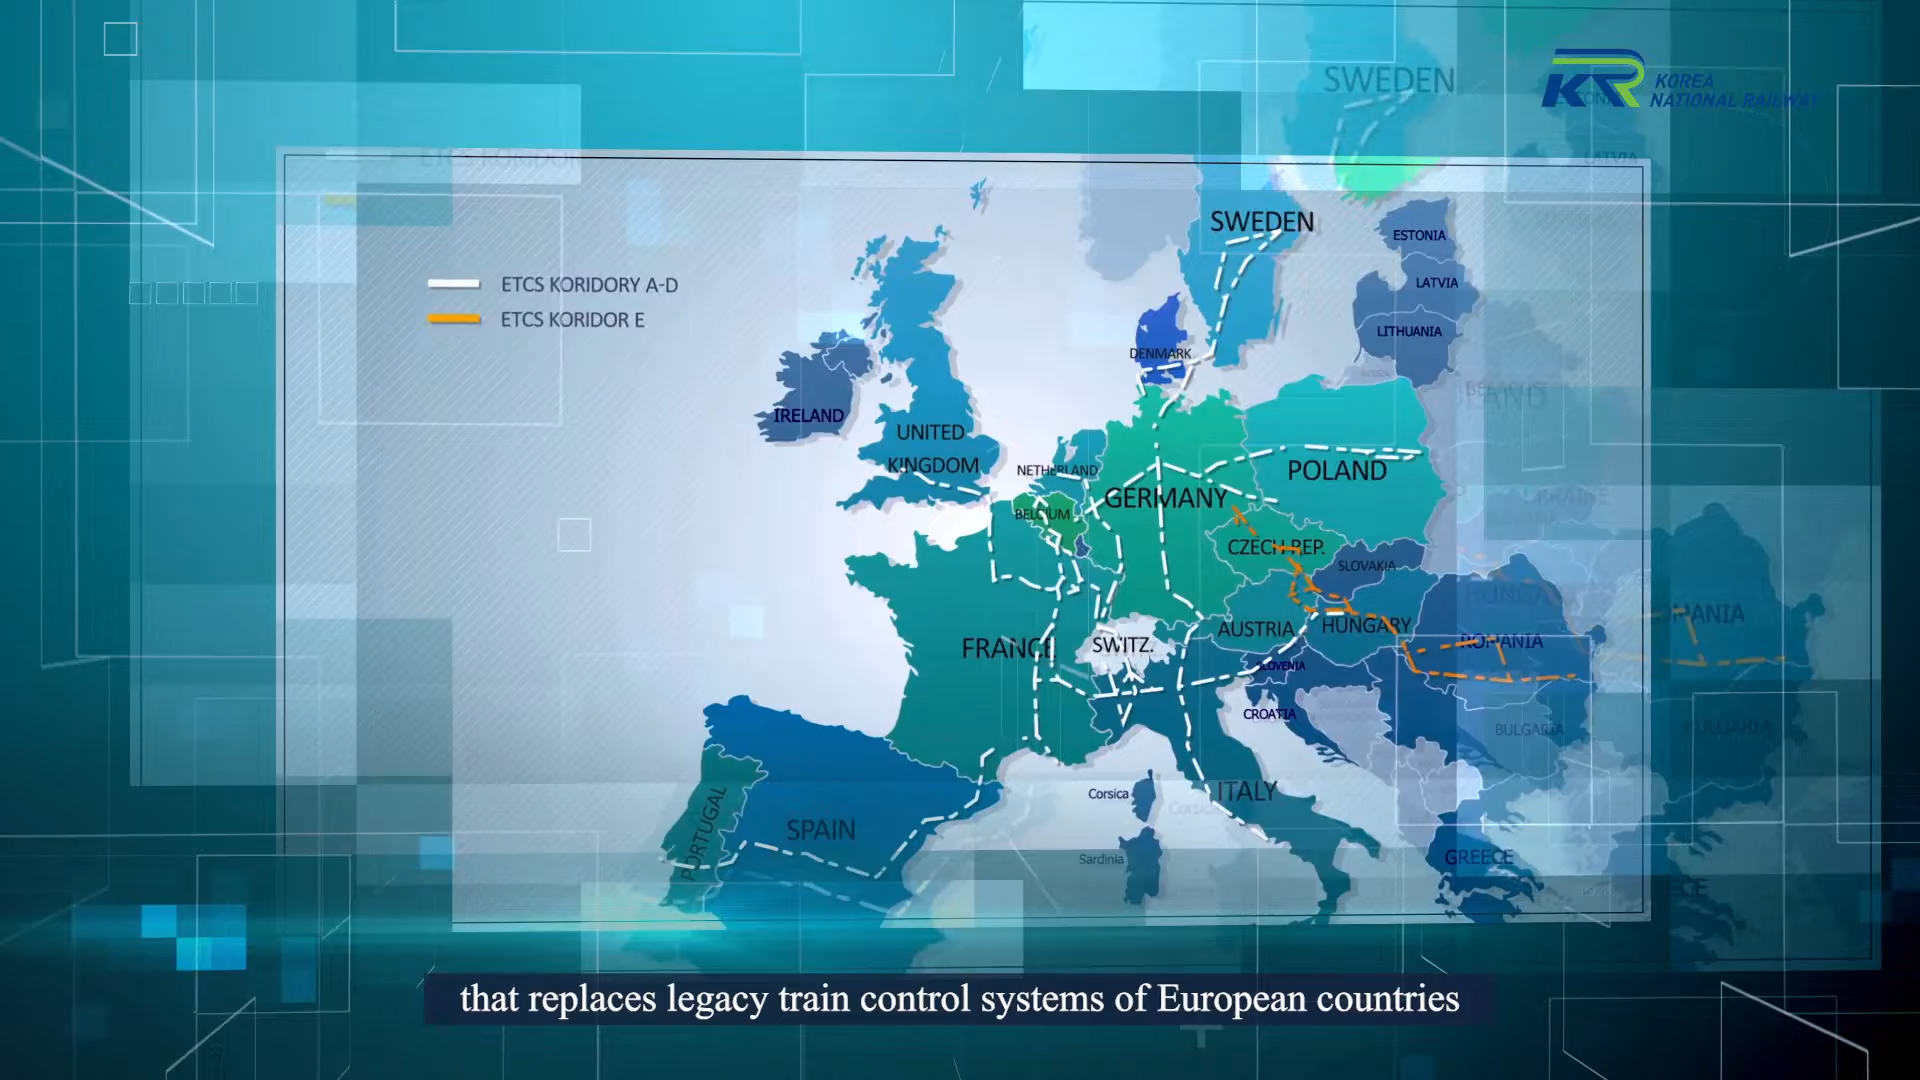 SWEDEN
KOREA
NATIONAL RAILWAY
LATVIA
SWEDEN
ESTONIA
ETCS KORIDORY A-D
LATVIA
ETCS KORIDOR E
LITHUANIA
DENMARK
IRELAND
UNITED
KINGDOM
NETHERLAND
POLAND
GERMANY
BELGIUM
CZECH REP.
SLOVAKIA
AUSTRIA
HUNGARY
FRANCE
SWITZ.
ROMANIA
SLOVENIA
CROATIA
BULGARIA
Corsica
ITALY
PORTUGAL
SPAIN
Sardinia
GREECE
that replaces legacy train control systems of European countries